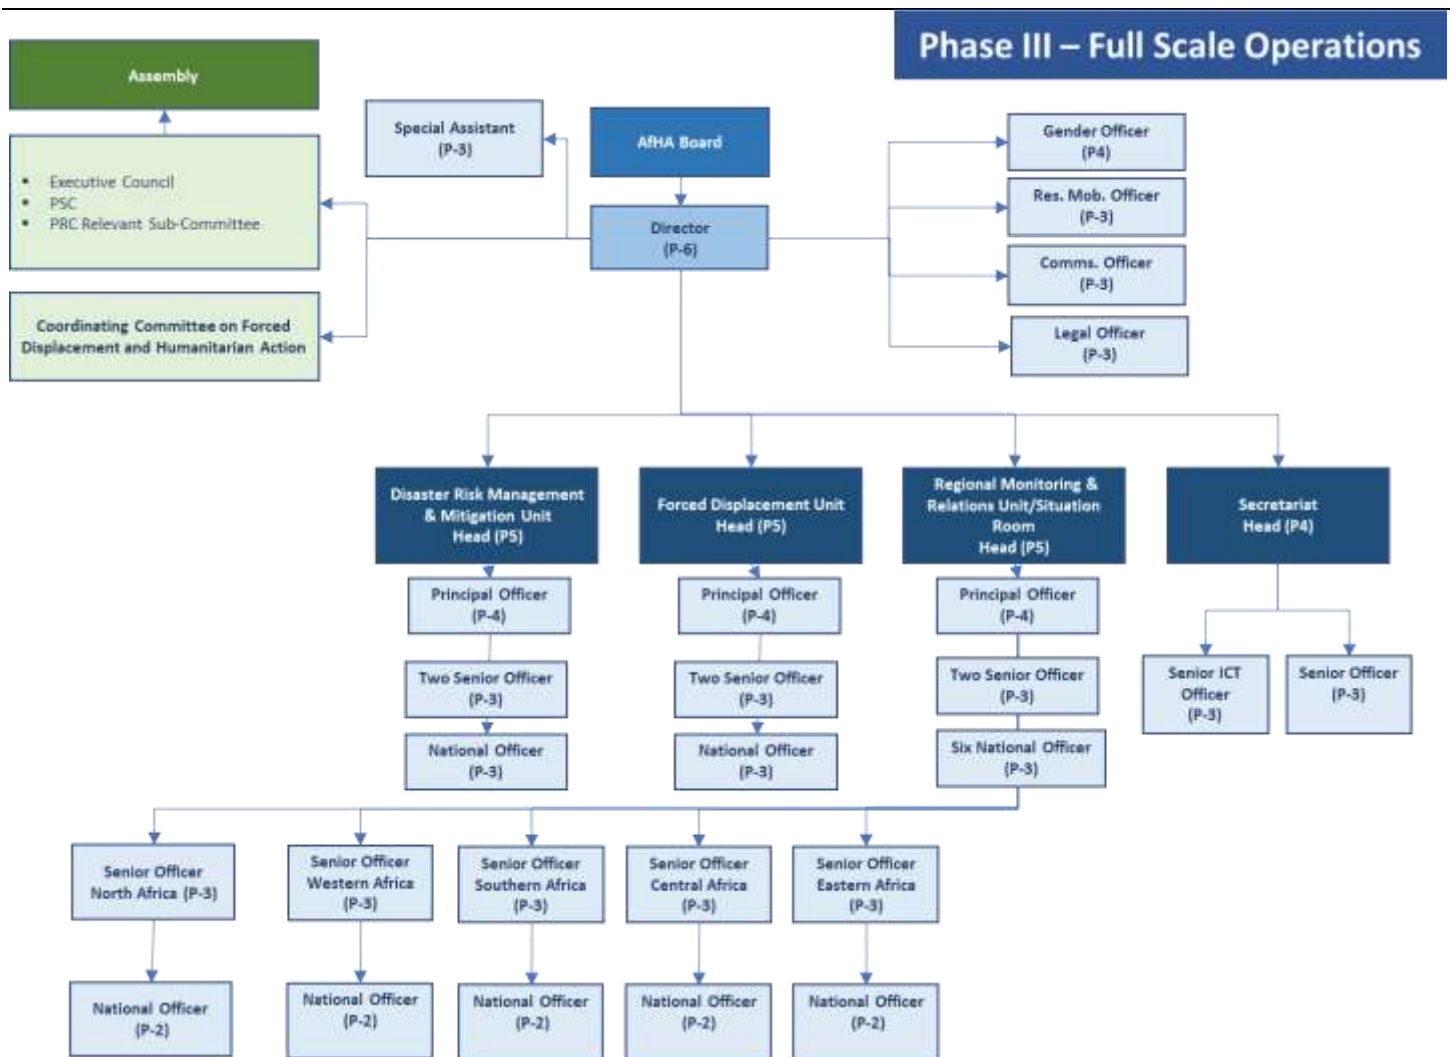 Phase III – Full Scale Operations
Assembly
• Executive Council
• PSC
• PRC Relevant Sub-Committee
Coordinating Committee on Forced
Displacement and Humanitarian Action
Special Assistant
(P-3)
AfHA Board
Director
(P-6)
Gender Officer
(P4)
Res. Mob. Officer
(P-3)
Comms. Officer
(P-3)
Legal Officer
(P-3)
Disaster Risk Management
& Mitigation Unit
Head (P5)
Forced Displacement Unit
Head (P5)
Regional Monitoring &
Relations Unit/Situation
Room
Head (P5)
Secretariat
Head (P4)
Principal Officer
(P-4)
Principal Officer
(P-4)
Principal Officer
(P-4)
Two Senior Officer
(P-3)
Two Senior Officer
(P-3)
Two Senior Officer
(P-3)
Senior ICT
Officer
(P-3)
Senior Officer
(P-3)
National Officer
(P-3)
National Officer
(P-3)
Six National Officer
(P-3)
Senior Officer
North Africa (P-3)
Senior Officer
Western Africa
(P-3)
Senior Officer
Southern Africa
(P-3)
Senior Officer
Central Africa
(P-3)
Senior Officer
Eastern Africa
(P-3)
National Officer
(P-2)
National Officer
(P-2)
National Officer
(P-2)
National Officer
(P-2)
National Officer
(P-2)